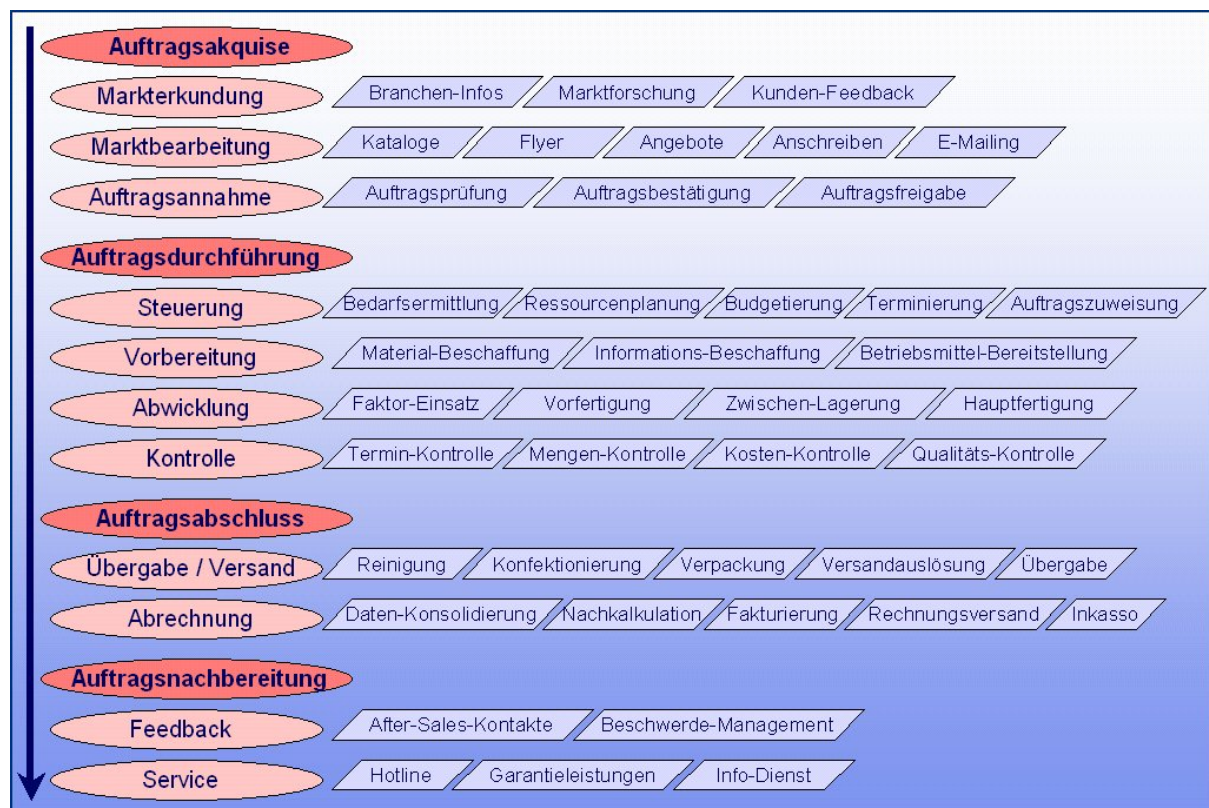 Auftragsakquise
Markterkundung Branchen-Infos Marktforschung Kunden-Feedback
Marktbearbeitung Kataloge Flyer Angebote Anschreiben E-Mailing
Auftragsannahme Auftragsprüfung Auftragsbestätigung Auftragsfreigabe
Auftragsdurchführung
Steuerung Bedarfsermittlung Ressourcenplanung Budgetierung Terminierung Auftragszuweisung
Vorbereitung Material-Beschaffung Informations-Beschaffung Betriebsmittel-Bereitstellung
Abwicklung Faktor-Einsatz Vorfertigung Zwischen-Lagerung Hauptfertigung
Kontrolle Termin-Kontrolle Mengen-Kontrolle Kosten-Kontrolle Qualitäts-Kontrolle
Auftragsabschluss
Übergabe / Versand Reinigung Konfektionierung Verpackung Versandauslösung Übergabe
Abrechnung Daten-Konsolidierung Nachkalkulation Fakturierung Rechnungsversand Inkasso
Auftragsnachbereitung
Feedback After-Sales-Kontakte Beschwerde-Management
Service Hotline Garantieleistungen Info-Dienst